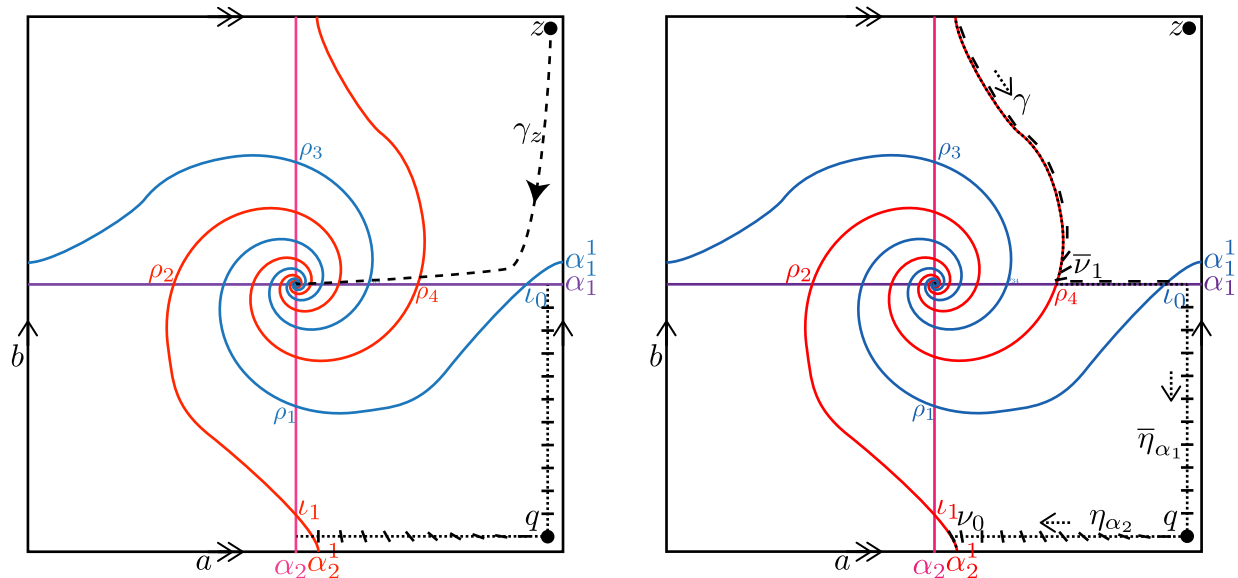 z
γ_z
ρ_3
ρ_2
ρ_4
α_1^1
α_1
ι_0
b
ρ_1
ι_1
q
a
α_2
α_2^1
z
γ
ρ_3
ν̅_1
ρ_2
ρ_4
α_1^1
α_1
ι_0
b
ρ_1
η̅_{α_1}
ι_1
ν_0
η_{α_2}
q
a
α_2
α_2^1